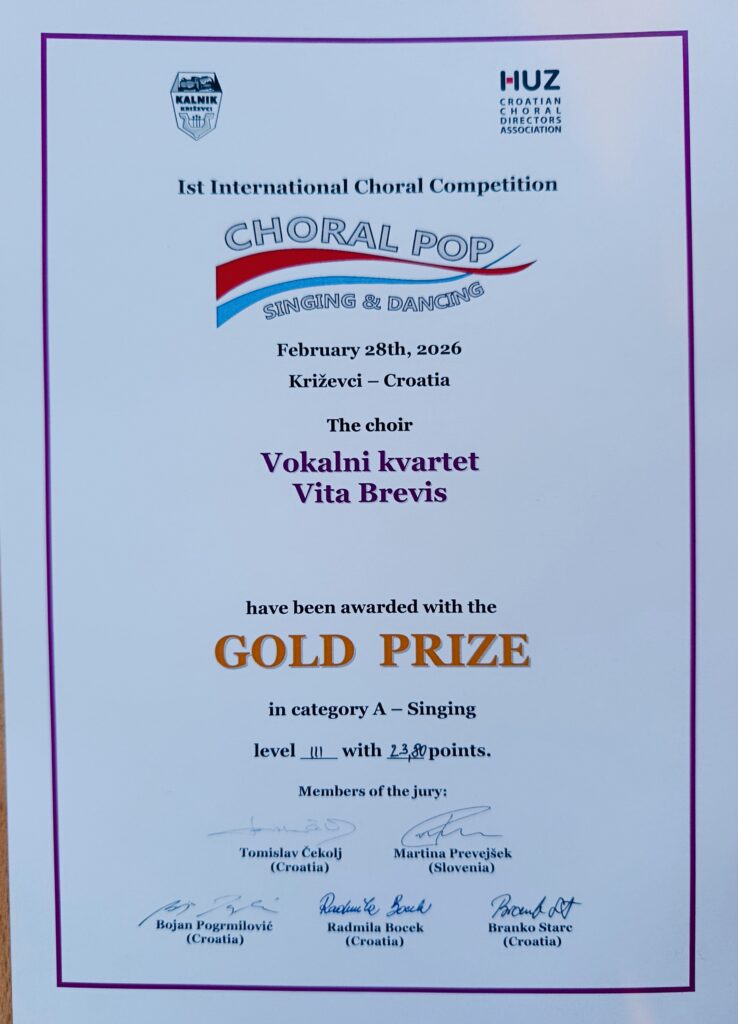 KALNIK
KRIŽEVCI
HUZ
CROATIAN
CHORAL
DIRECTORS
ASSOCIATION
Ist International Choral Competition
CHORAL POP
SINGING & DANCING
February 28th, 2026
Križevci – Croatia
The choir
Vokalni kvartet
Vita Brevis
have been awarded with the
GOLD PRIZE
in category A – Singing
level III with 23,80 points.
Members of the jury:
Tomislav Čekolj
(Croatia)
Martina Prevejšek
(Slovenia)
Radmila Bocek
Bojan Pogrmilović
(Croatia)
Radmila Bocek
(Croatia)
Branko Starc
(Croatia)